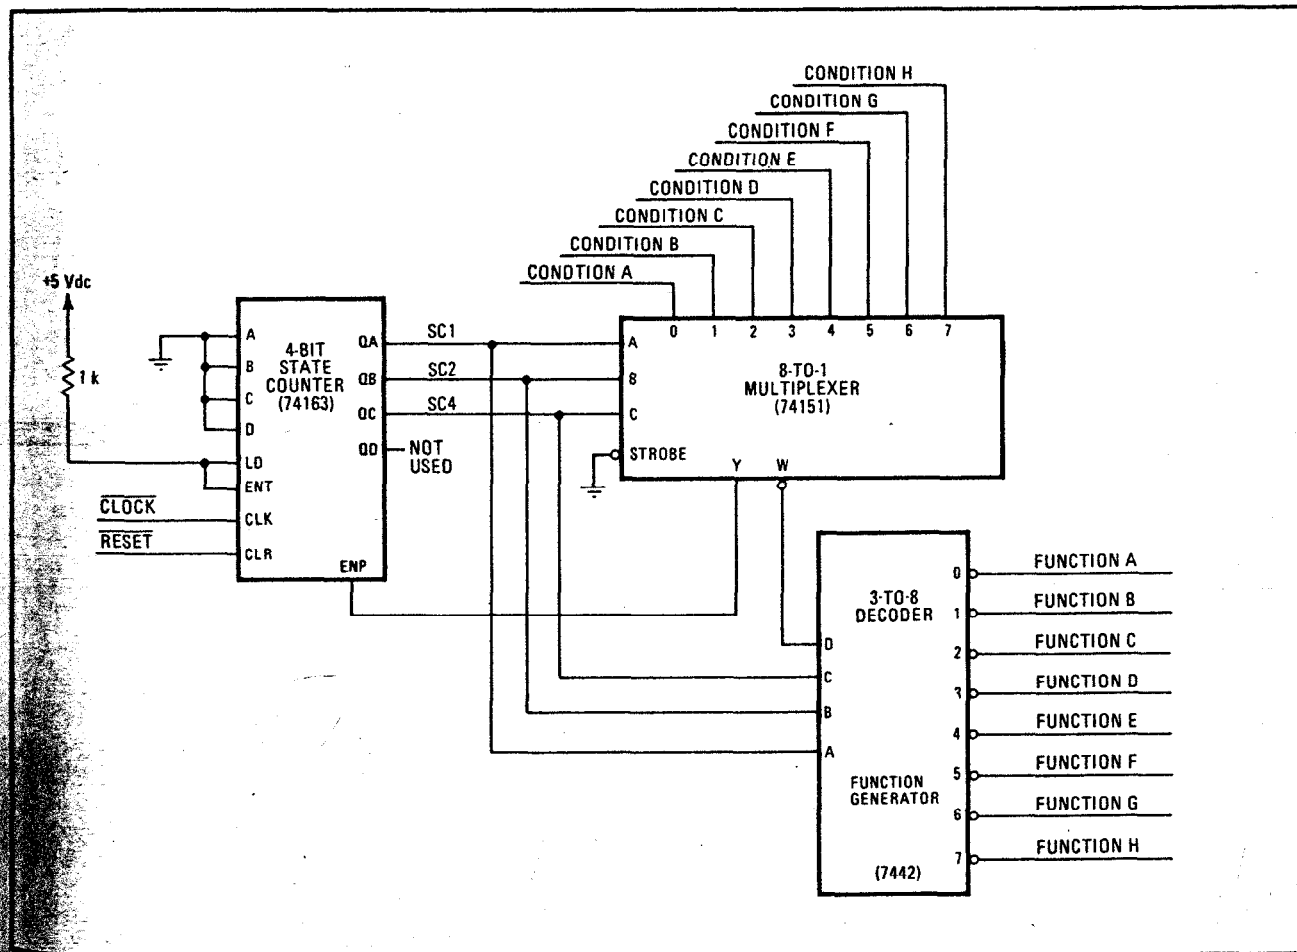 CONDITION H
CONDITION G
CONDITION F
CONDITION E
CONDITION D
CONDITION C
CONDITION B
CONDTION A
+5 Vdc
1 k
A
B
C
D
LD
ENT
CLK
CLR
ENP
4-BIT
STATE
COUNTER
(74163)
QA
QB
QC
QD
NOT
USED
CLOCK
RESET
SC1
SC2
SC4
0 1 2 3 4 5 6 7
A
B
C
STROBE
8-TO-1
MULTIPLEXER
(74151)
Y W
3-TO-8
DECODER
D
C
B
A
FUNCTION
GENERATOR
(7442)
0 FUNCTION A
1 FUNCTION B
2 FUNCTION C
3 FUNCTION D
4 FUNCTION E
5 FUNCTION F
6 FUNCTION G
7 FUNCTION H